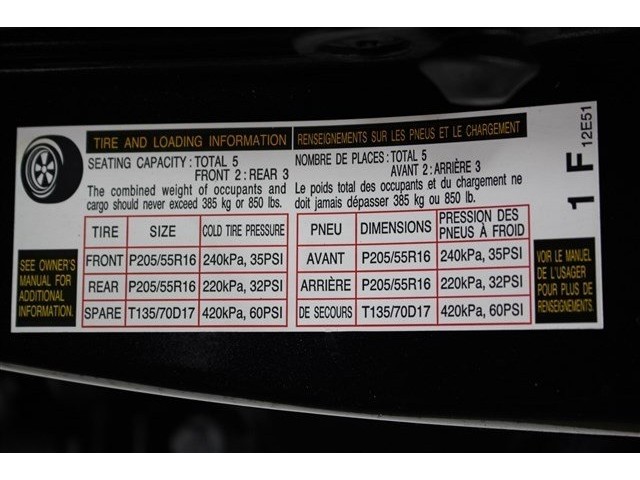 TIRE AND LOADING INFORMATION
SEATING CAPACITY : TOTAL 5
FRONT 2 : REAR 3
The combined weight of occupants and
cargo should never exceed 385 kg or 850 lbs.
TIRE SIZE COLD TIRE PRESSURE
FRONT P205/55R16 240kPa, 35PSI
REAR P205/55R16 220kPa, 32PSI
SPARE T135/70D17 420kPa, 60PSI
SEE OWNER'S
MANUAL FOR
ADDITIONAL
INFORMATION.
RENSEIGNEMENTS SUR LES PNEUS ET LE CHARGEMENT
NOMBRE DE PLACES : TOTAL 5
AVANT 2 : ARRIÈRE 3
Le poids total des occupants et du chargement ne
doit jamais dépasser 385 kg ou 850 lb.
PNEU DIMENSIONS PRESSION DES
PNEUS À FROID
AVANT P205/55R16 240kPa, 35PSI
ARRIÈRE P205/55R16 220kPa, 32PSI
DE SECOURS T135/70D17 420kPa, 60PSI
VOIR LE MANUEL
DE L'USAGER
POUR PLUS DE
RENSEIGNEMENTS.
1 F
12E51